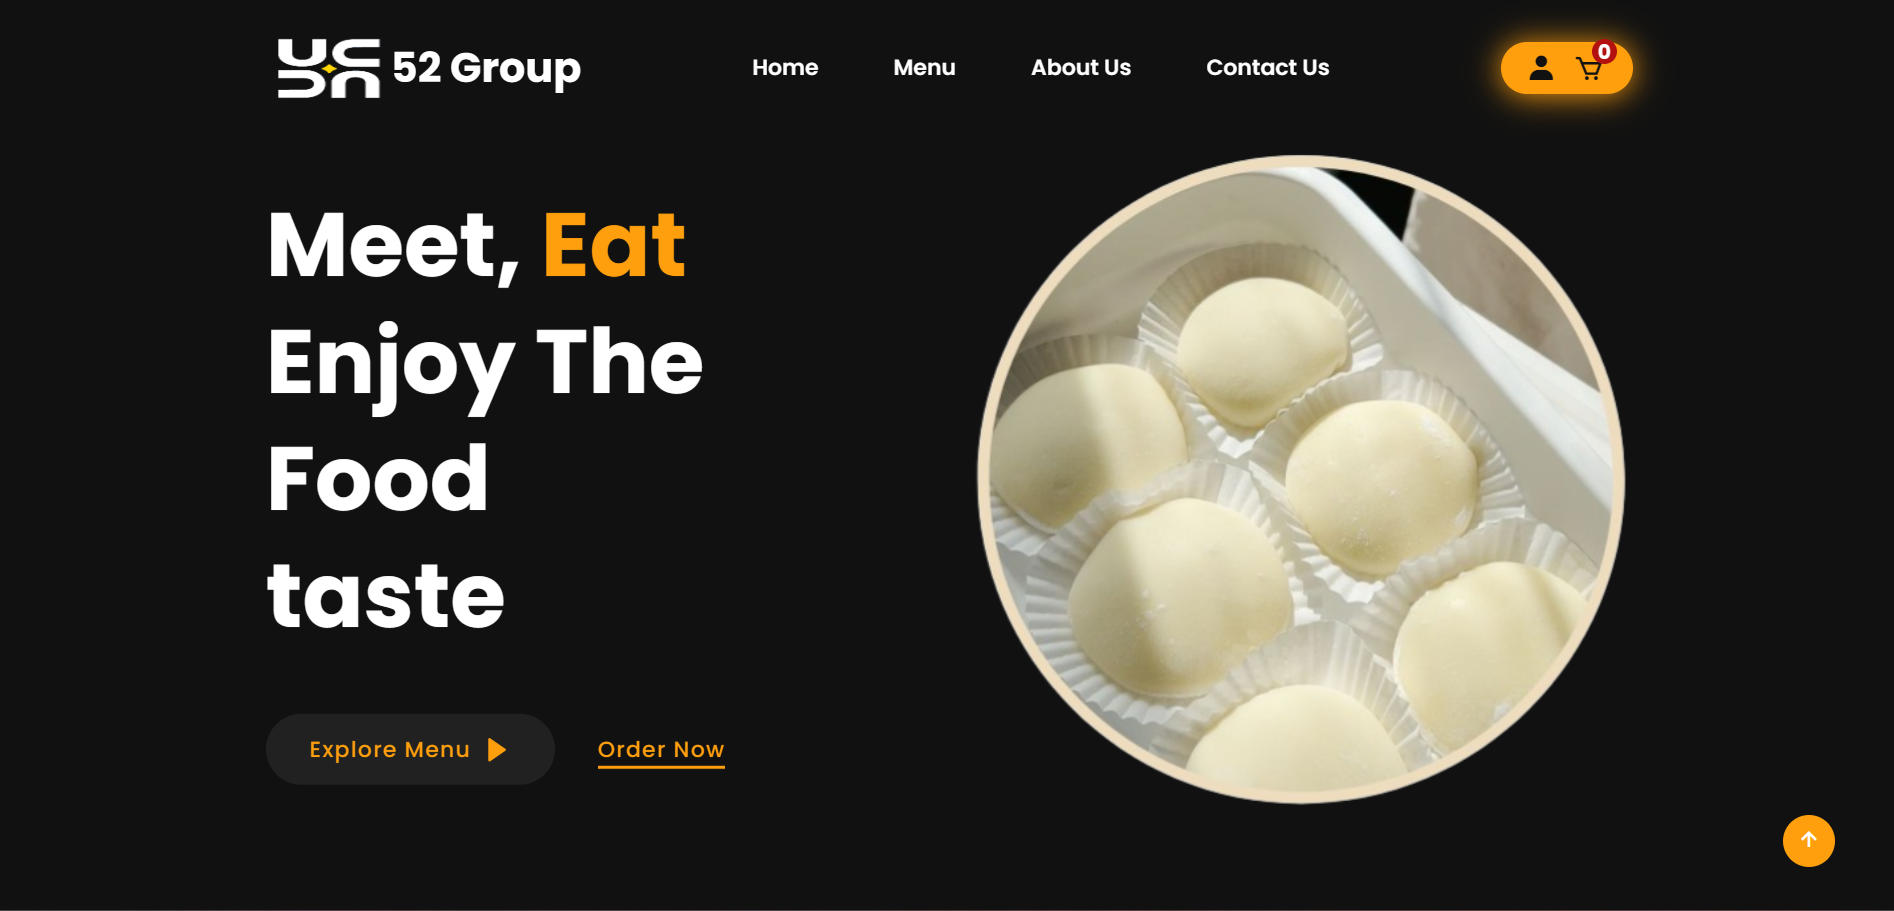 52 Group
Home
Menu
About Us
Contact Us
0
Meet, Eat
Enjoy The
Food
taste
Explore Menu
Order Now